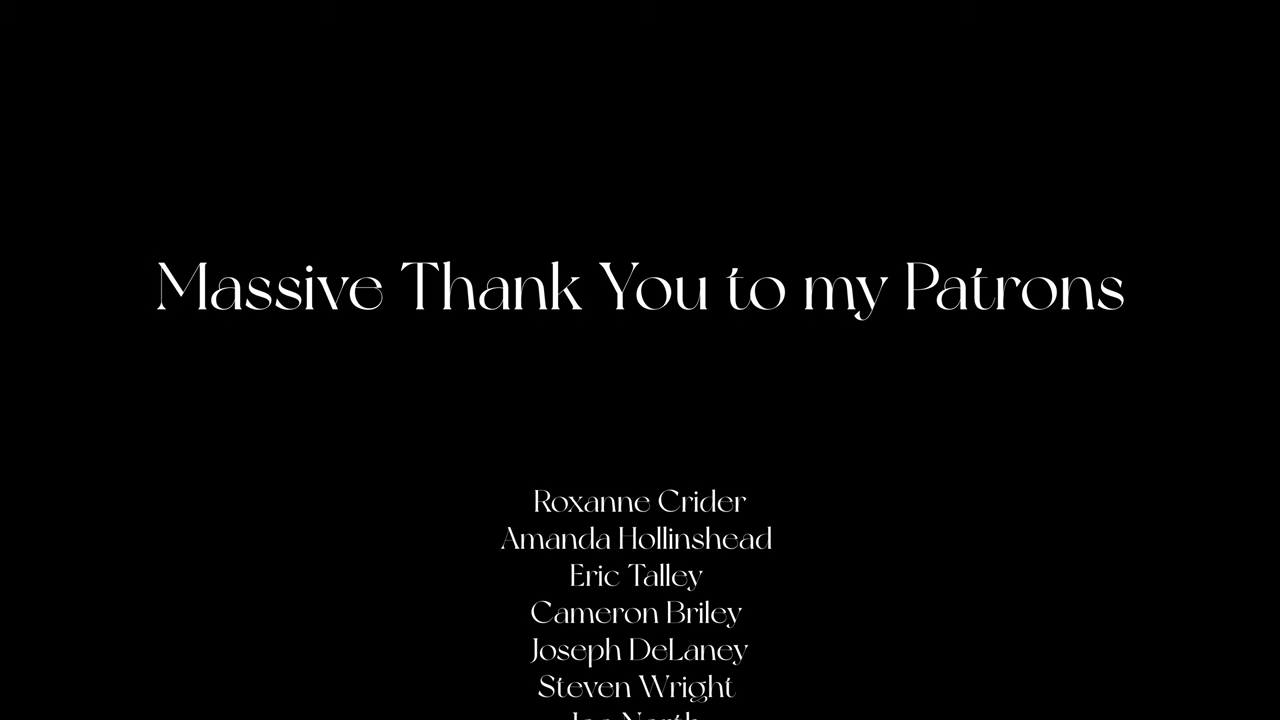 Massive Thank You to my Patrons
Roxanne Crider
Amanda Hollinshead
Eric Talley
Cameron Briley
Joseph DeLaney
Steven Wright